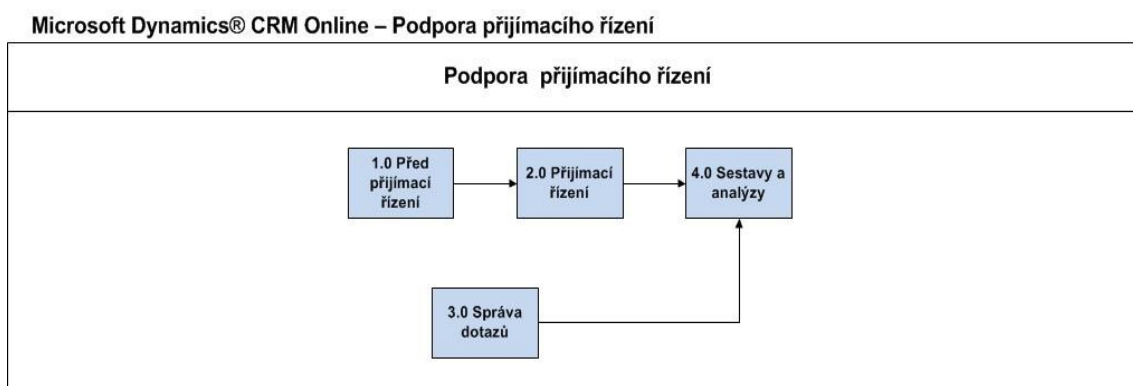 Microsoft Dynamics® CRM Online – Podpora přijímacího řízení
Podpora přijímacího řízení
1.0 Před
přijímací
řízení
2.0 Přijímací
řízení
4.0 Sestavy a
analýzy
3.0 Správa
dotazů